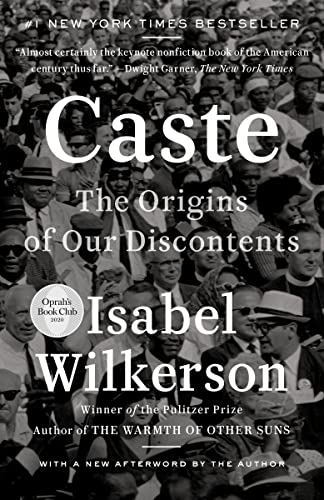 #1 NEW YORK TIMES BESTSELLER
“Almost certainly the keynote nonfiction book of the American
century thus far.”—Dwight Garner, The New York Times
Caste
The Origins
of Our Discontents
Oprah's
Book Club
2020
Isabel
Wilkerson
Winner of the Pulitzer Prize
Author of THE WARMTH OF OTHER SUNS
WITH A NEW AFTERWORD BY THE AUTHOR